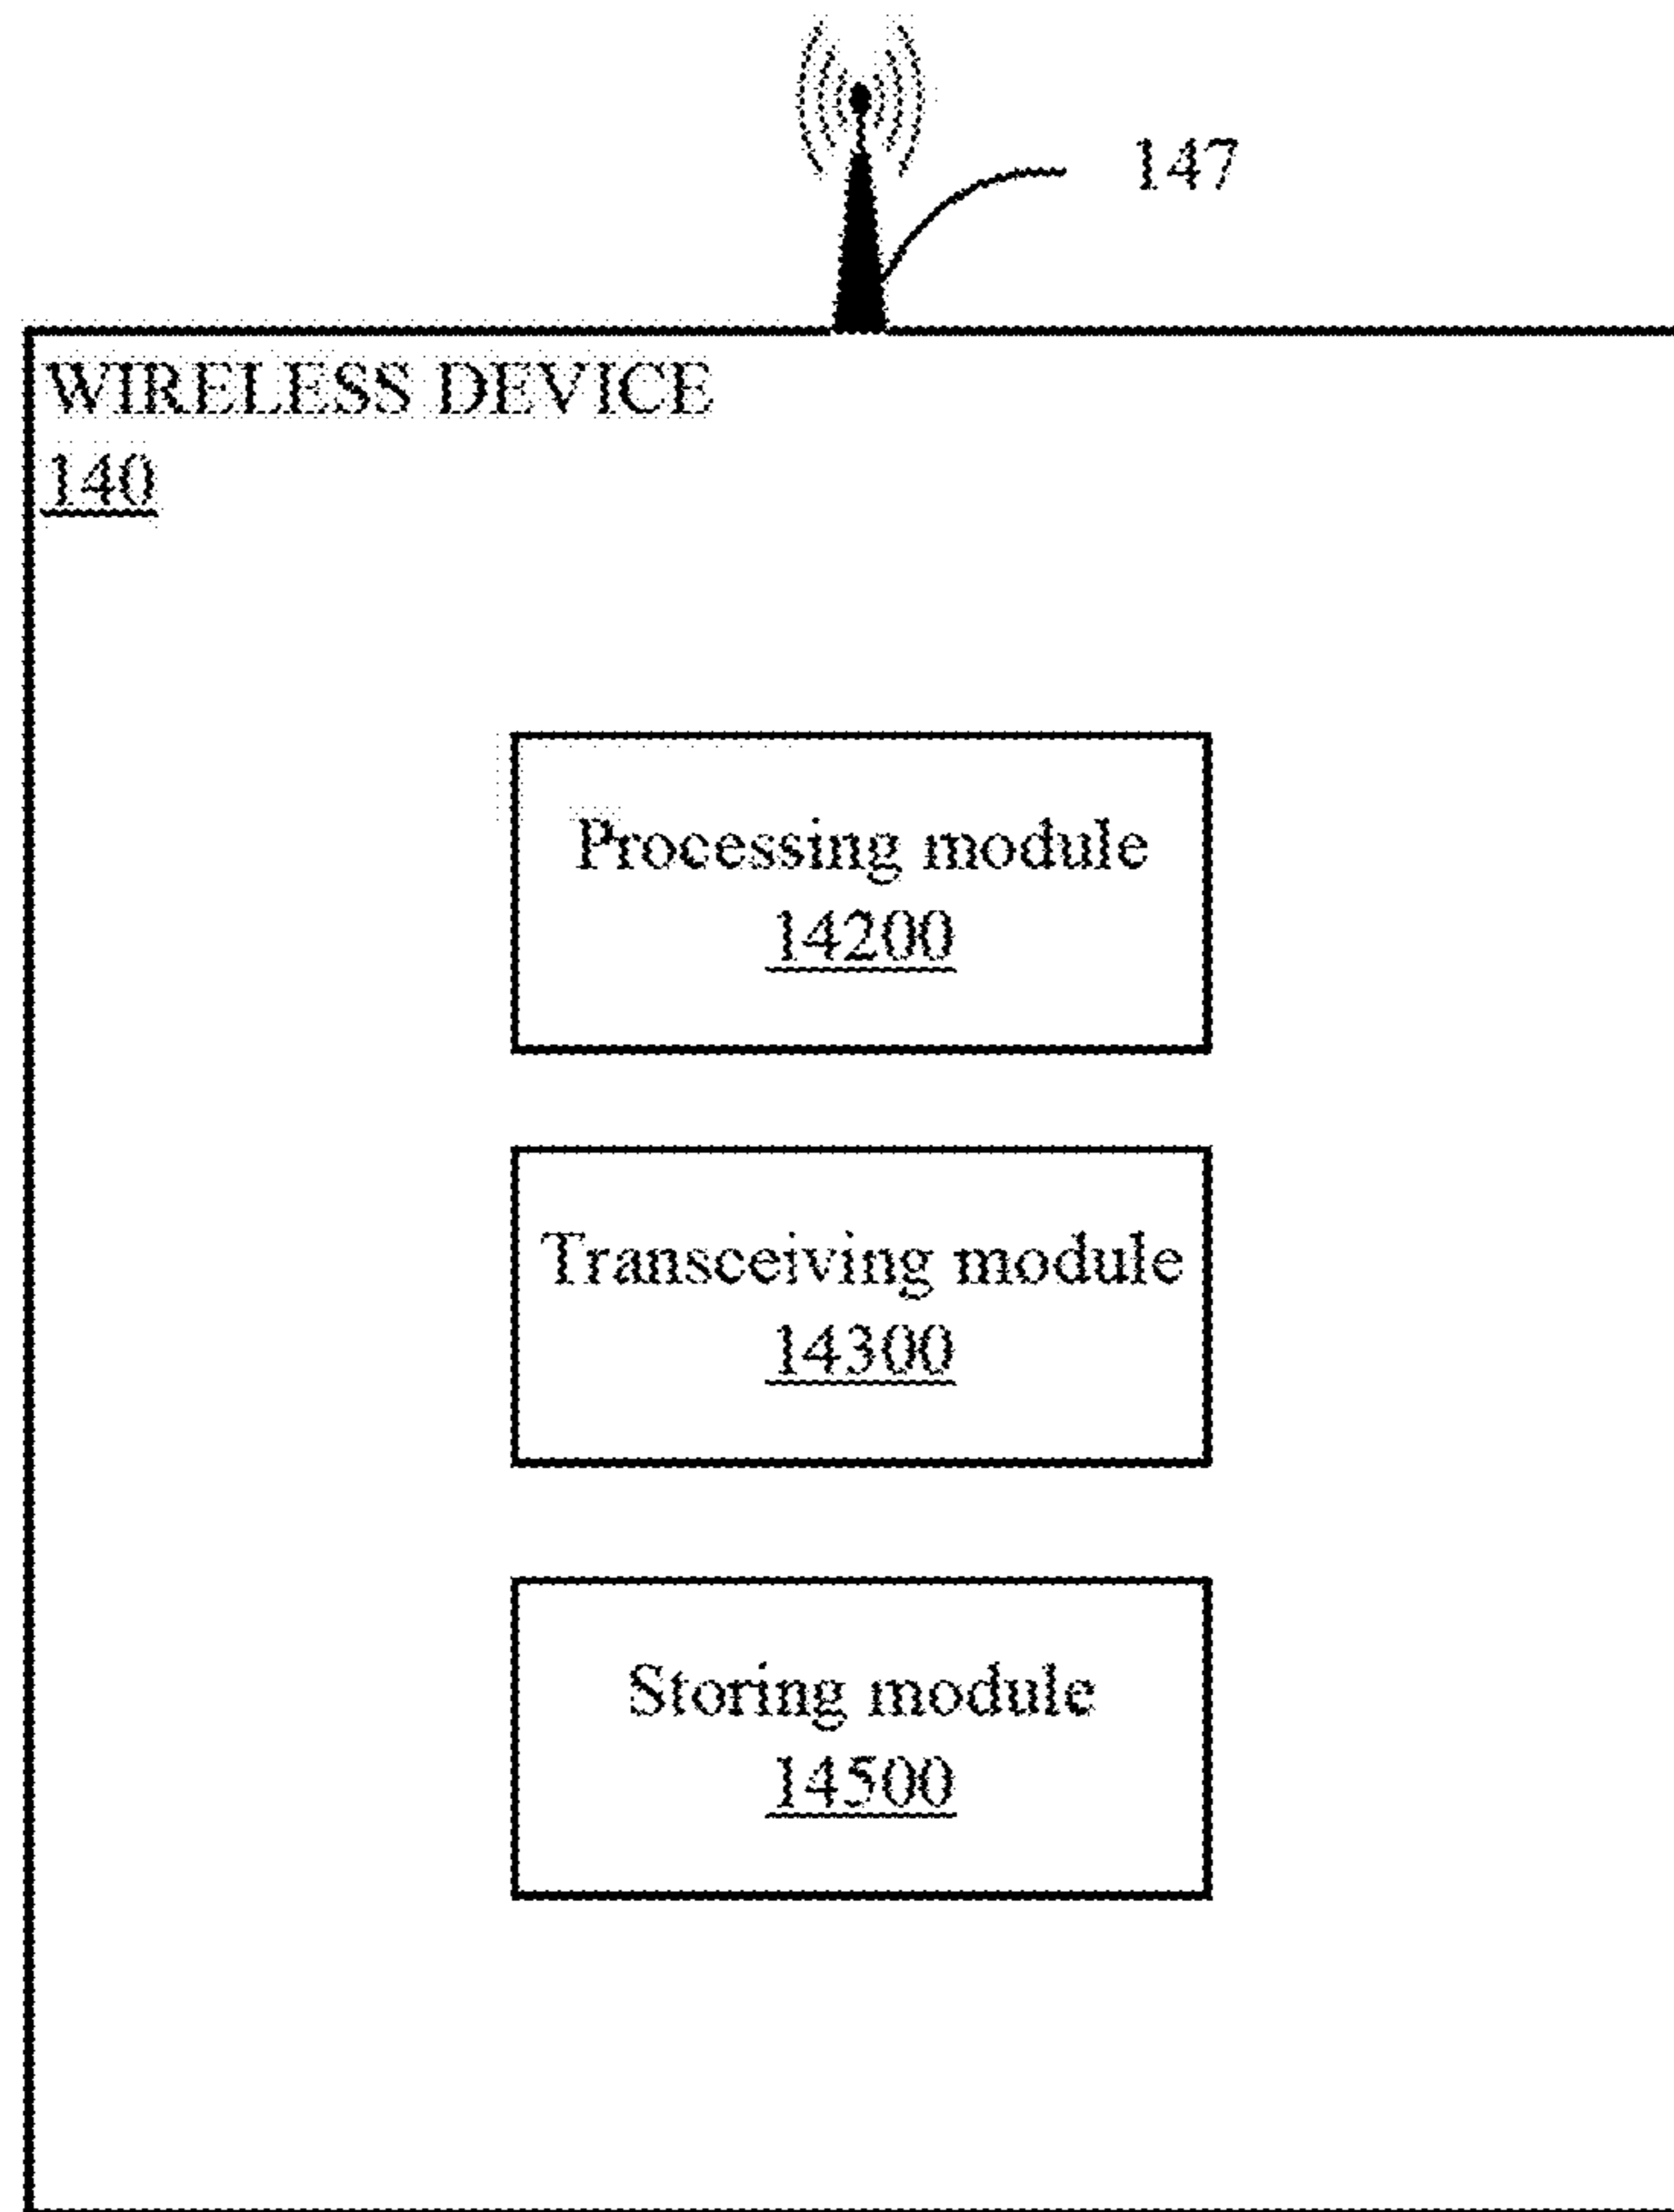 147
WIRELESS DEVICE
140
Processing module
14200
Transceiving module
14300
Storing module
14500